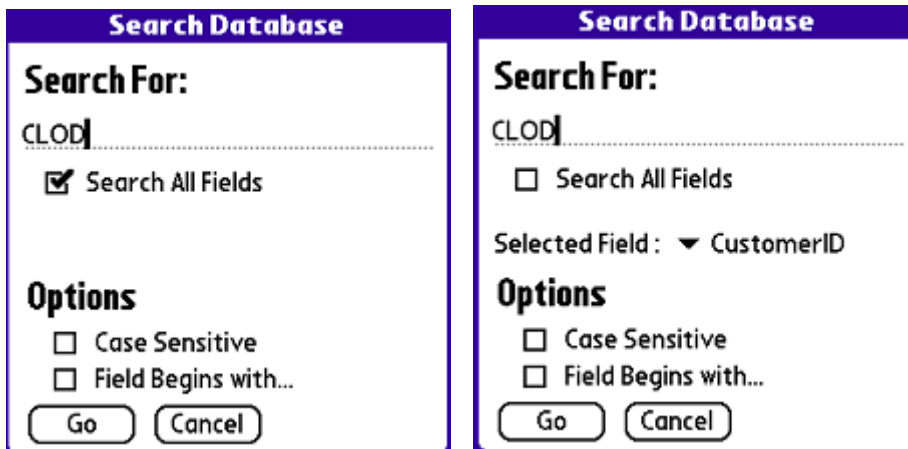 Search Database
Search For:
CLOD
Search All Fields
Options
Case Sensitive
Field Begins with...
Go Cancel
Search Database
Search For:
CLOD
Search All Fields
Selected Field : CustomerID
Options
Case Sensitive
Field Begins with...
Go Cancel